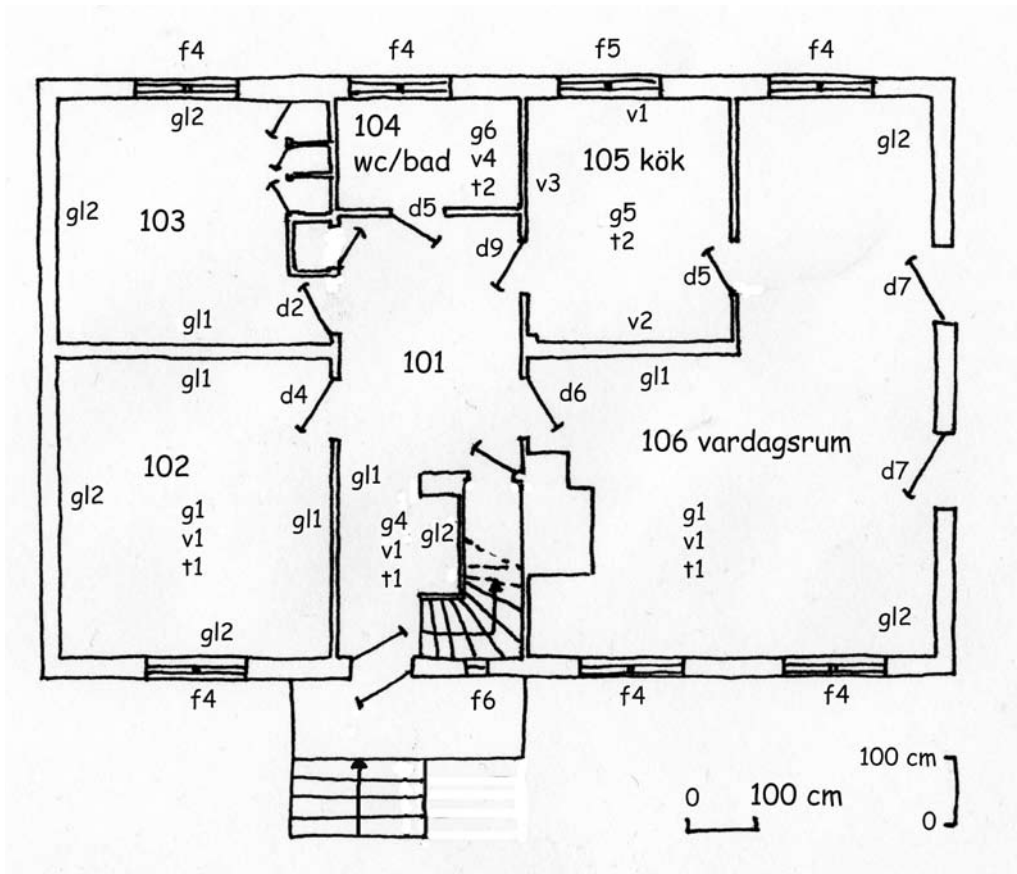 f4
f4
f5
f4
gl2
104
wc/bad
g6
v4
t2
v1
105 kök
gl2
v3
gl2
103
d5
g5
t2
d9
d5
d7
d2
gl1
v2
101
gl1
gl1
d4
d6
106 vardagsrum
102
gl1
d7
gl2
g1
v1
t1
gl1
g4
v1
t1
gl2
g1
v1
t1
gl2
gl2
f4
f6
f4
f4
100 cm
0
0 100 cm